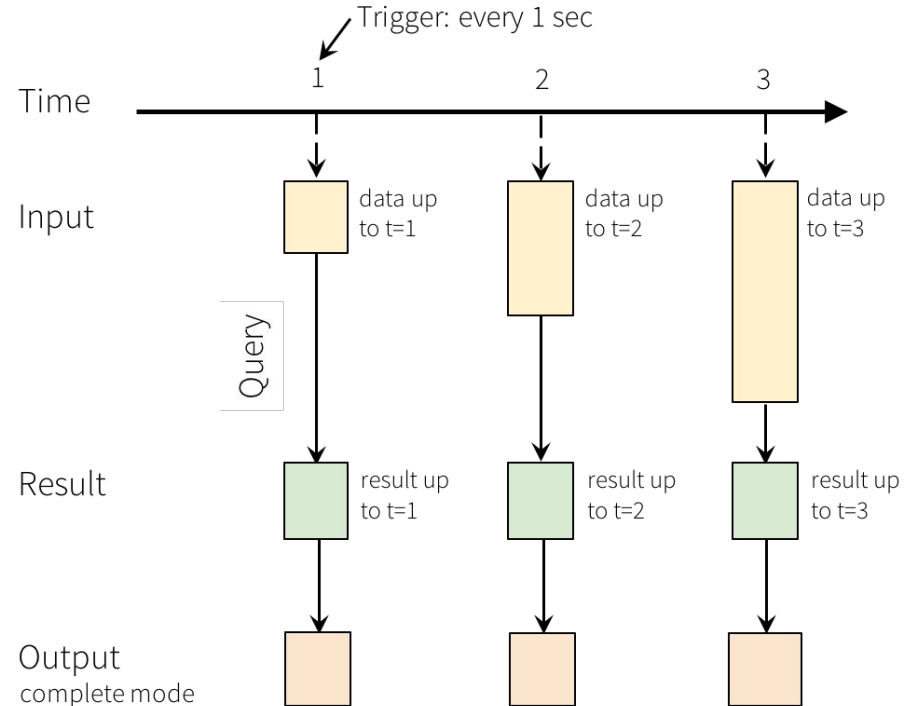 Trigger: every 1 sec
1 2 3
Time
Input
data up
to t=1
data up
to t=2
data up
to t=3
Query
Result
result up
to t=1
result up
to t=2
result up
to t=3
Output
complete mode